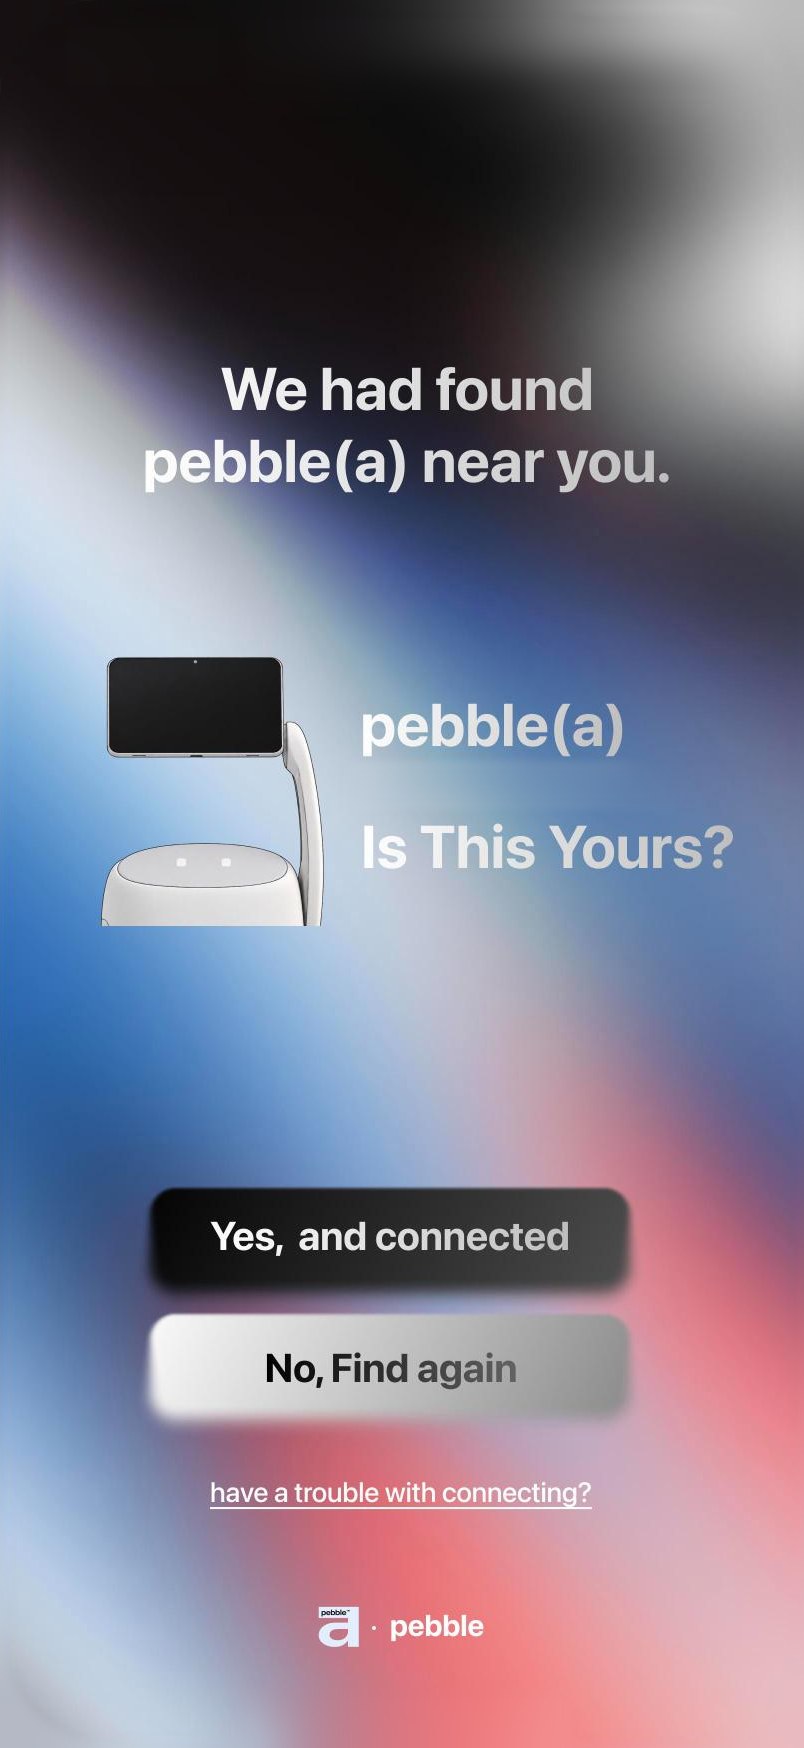 We had found
pebble(a) near you.
pebble(a)
Is This Yours?
Yes, and connected
No, Find again
have a trouble with connecting?
pebble™
a · pebble